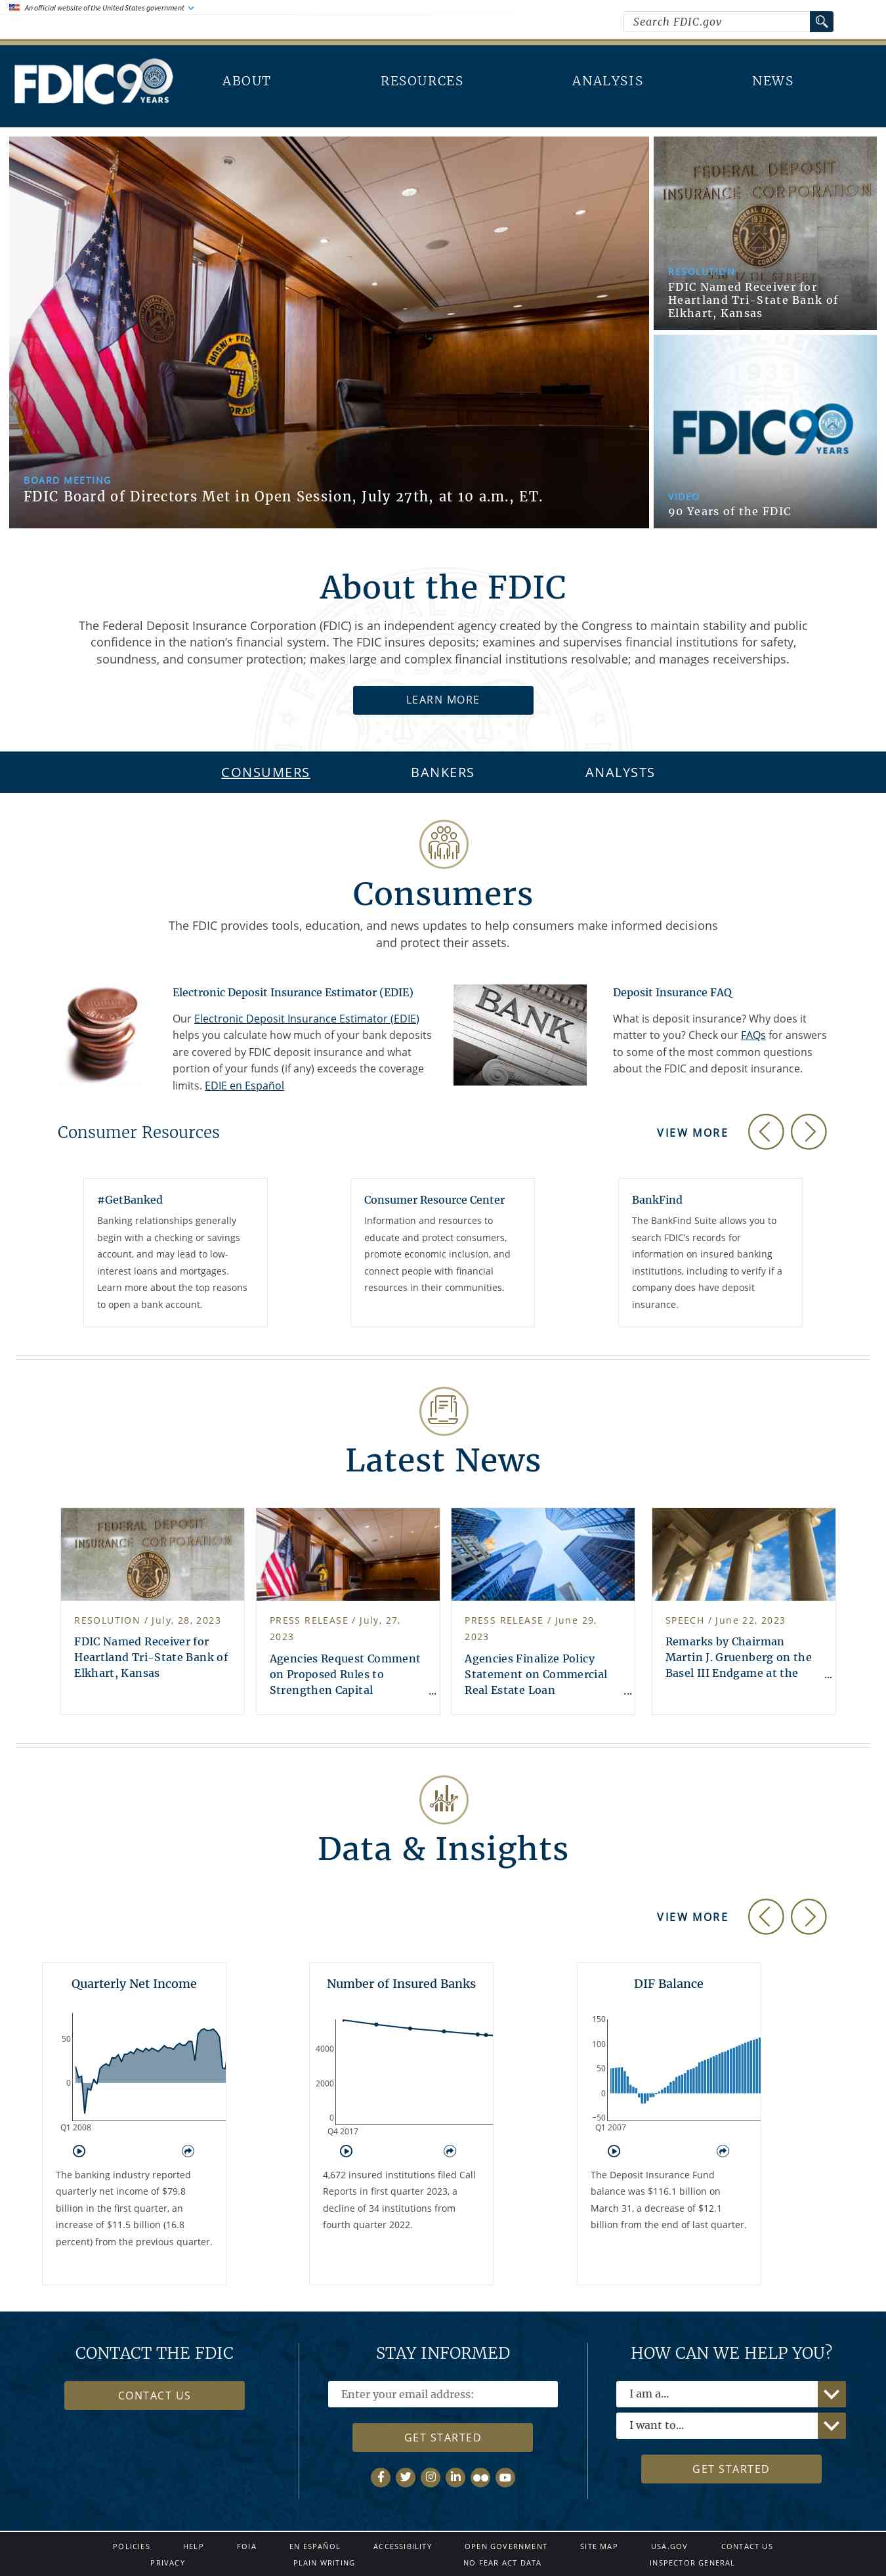 An official website of the United States government
Search FDIC.gov
FDIC90
YEARS
ABOUT
RESOURCES
ANALYSIS
NEWS
BOARD MEETING
FDIC Board of Directors Met in Open Session, July 27th, at 10 a.m., ET.
FEDERAL DEPOSIT
INSURANCE CORPORATION
RESOLUTION
FDIC Named Receiver for
Heartland Tri-State Bank of
Elkhart, Kansas
FDIC90
YEARS
VIDEO
90 Years of the FDIC
About the FDIC
The Federal Deposit Insurance Corporation (FDIC) is an independent agency created by the Congress to maintain stability and public
confidence in the nation’s financial system. The FDIC insures deposits; examines and supervises financial institutions for safety,
soundness, and consumer protection; makes large and complex financial institutions resolvable; and manages receiverships.
LEARN MORE
CONSUMERS
BANKERS
ANALYSTS
Consumers
The FDIC provides tools, education, and news updates to help consumers make informed decisions
and protect their assets.
Electronic Deposit Insurance Estimator (EDIE)
Our Electronic Deposit Insurance Estimator (EDIE)
helps you calculate how much of your bank deposits
are covered by FDIC deposit insurance and what
portion of your funds (if any) exceeds the coverage
limits. EDIE en Español
BANK
Deposit Insurance FAQ
What is deposit insurance? Why does it
matter to you? Check our FAQs for answers
to some of the most common questions
about the FDIC and deposit insurance.
Consumer Resources
VIEW MORE
#GetBanked
Banking relationships generally
begin with a checking or savings
account, and may lead to low-
interest loans and mortgages.
Learn more about the top reasons
to open a bank account.
Consumer Resource Center
Information and resources to
educate and protect consumers,
promote economic inclusion, and
connect people with financial
resources in their communities.
BankFind
The BankFind Suite allows you to
search FDIC’s records for
information on insured banking
institutions, including to verify if a
company does have deposit
insurance.
Latest News
FEDERAL DEPOSIT
INSURANCE CORPORATION
RESOLUTION / July, 28, 2023
FDIC Named Receiver for
Heartland Tri-State Bank of
Elkhart, Kansas
PRESS RELEASE / July, 27,
2023
Agencies Request Comment
on Proposed Rules to
Strengthen Capital ...
PRESS RELEASE / June 29,
2023
Agencies Finalize Policy
Statement on Commercial
Real Estate Loan ...
SPEECH / June 22, 2023
Remarks by Chairman
Martin J. Gruenberg on the
Basel III Endgame at the ...
Data & Insights
VIEW MORE
Quarterly Net Income
50
0
Q1 2008
The banking industry reported
quarterly net income of $79.8
billion in the first quarter, an
increase of $11.5 billion (16.8
percent) from the previous quarter.
Number of Insured Banks
4000
2000
0
Q4 2017
4,672 insured institutions filed Call
Reports in first quarter 2023, a
decline of 34 institutions from
fourth quarter 2022.
DIF Balance
150
100
50
0
−50
Q1 2007
The Deposit Insurance Fund
balance was $116.1 billion on
March 31, a decrease of $12.1
billion from the end of last quarter.
CONTACT THE FDIC
CONTACT US
STAY INFORMED
Enter your email address:
GET STARTED
HOW CAN WE HELP YOU?
I am a...
I want to...
GET STARTED
POLICIES
HELP
FOIA
EN ESPAÑOL
ACCESSIBILITY
OPEN GOVERNMENT
SITE MAP
USA.GOV
CONTACT US
PRIVACY
PLAIN WRITING
NO FEAR ACT DATA
INSPECTOR GENERAL